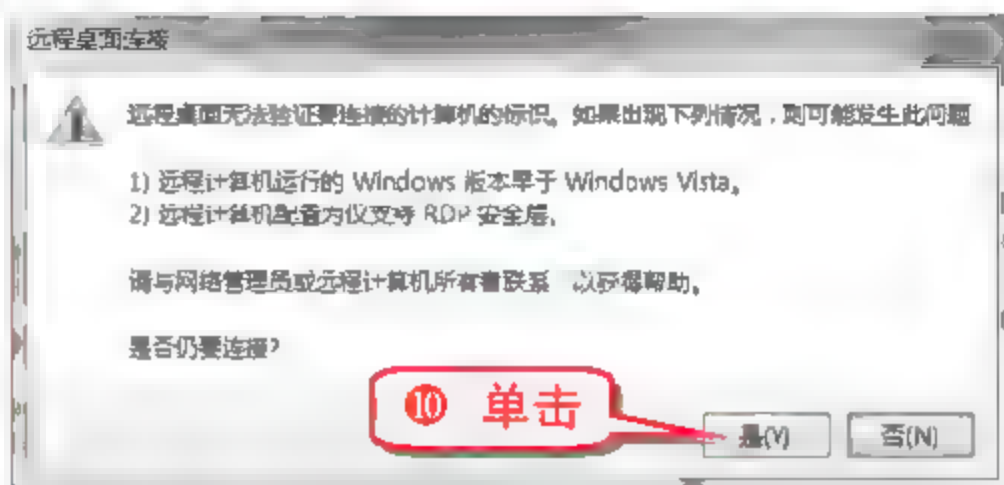 远程桌面连接
远程桌面无法验证要连接的计算机的标识。如果出现下列情况，则可能发生此问题
1) 远程计算机运行的 Windows 版本早于 Windows Vista。
2) 远程计算机配置为仅支持 RDP 安全层。
请与网络管理员或远程计算机所有者联系 以获得帮助。
是否仍要连接?
⑩ 单击
是(Y) 否(N)